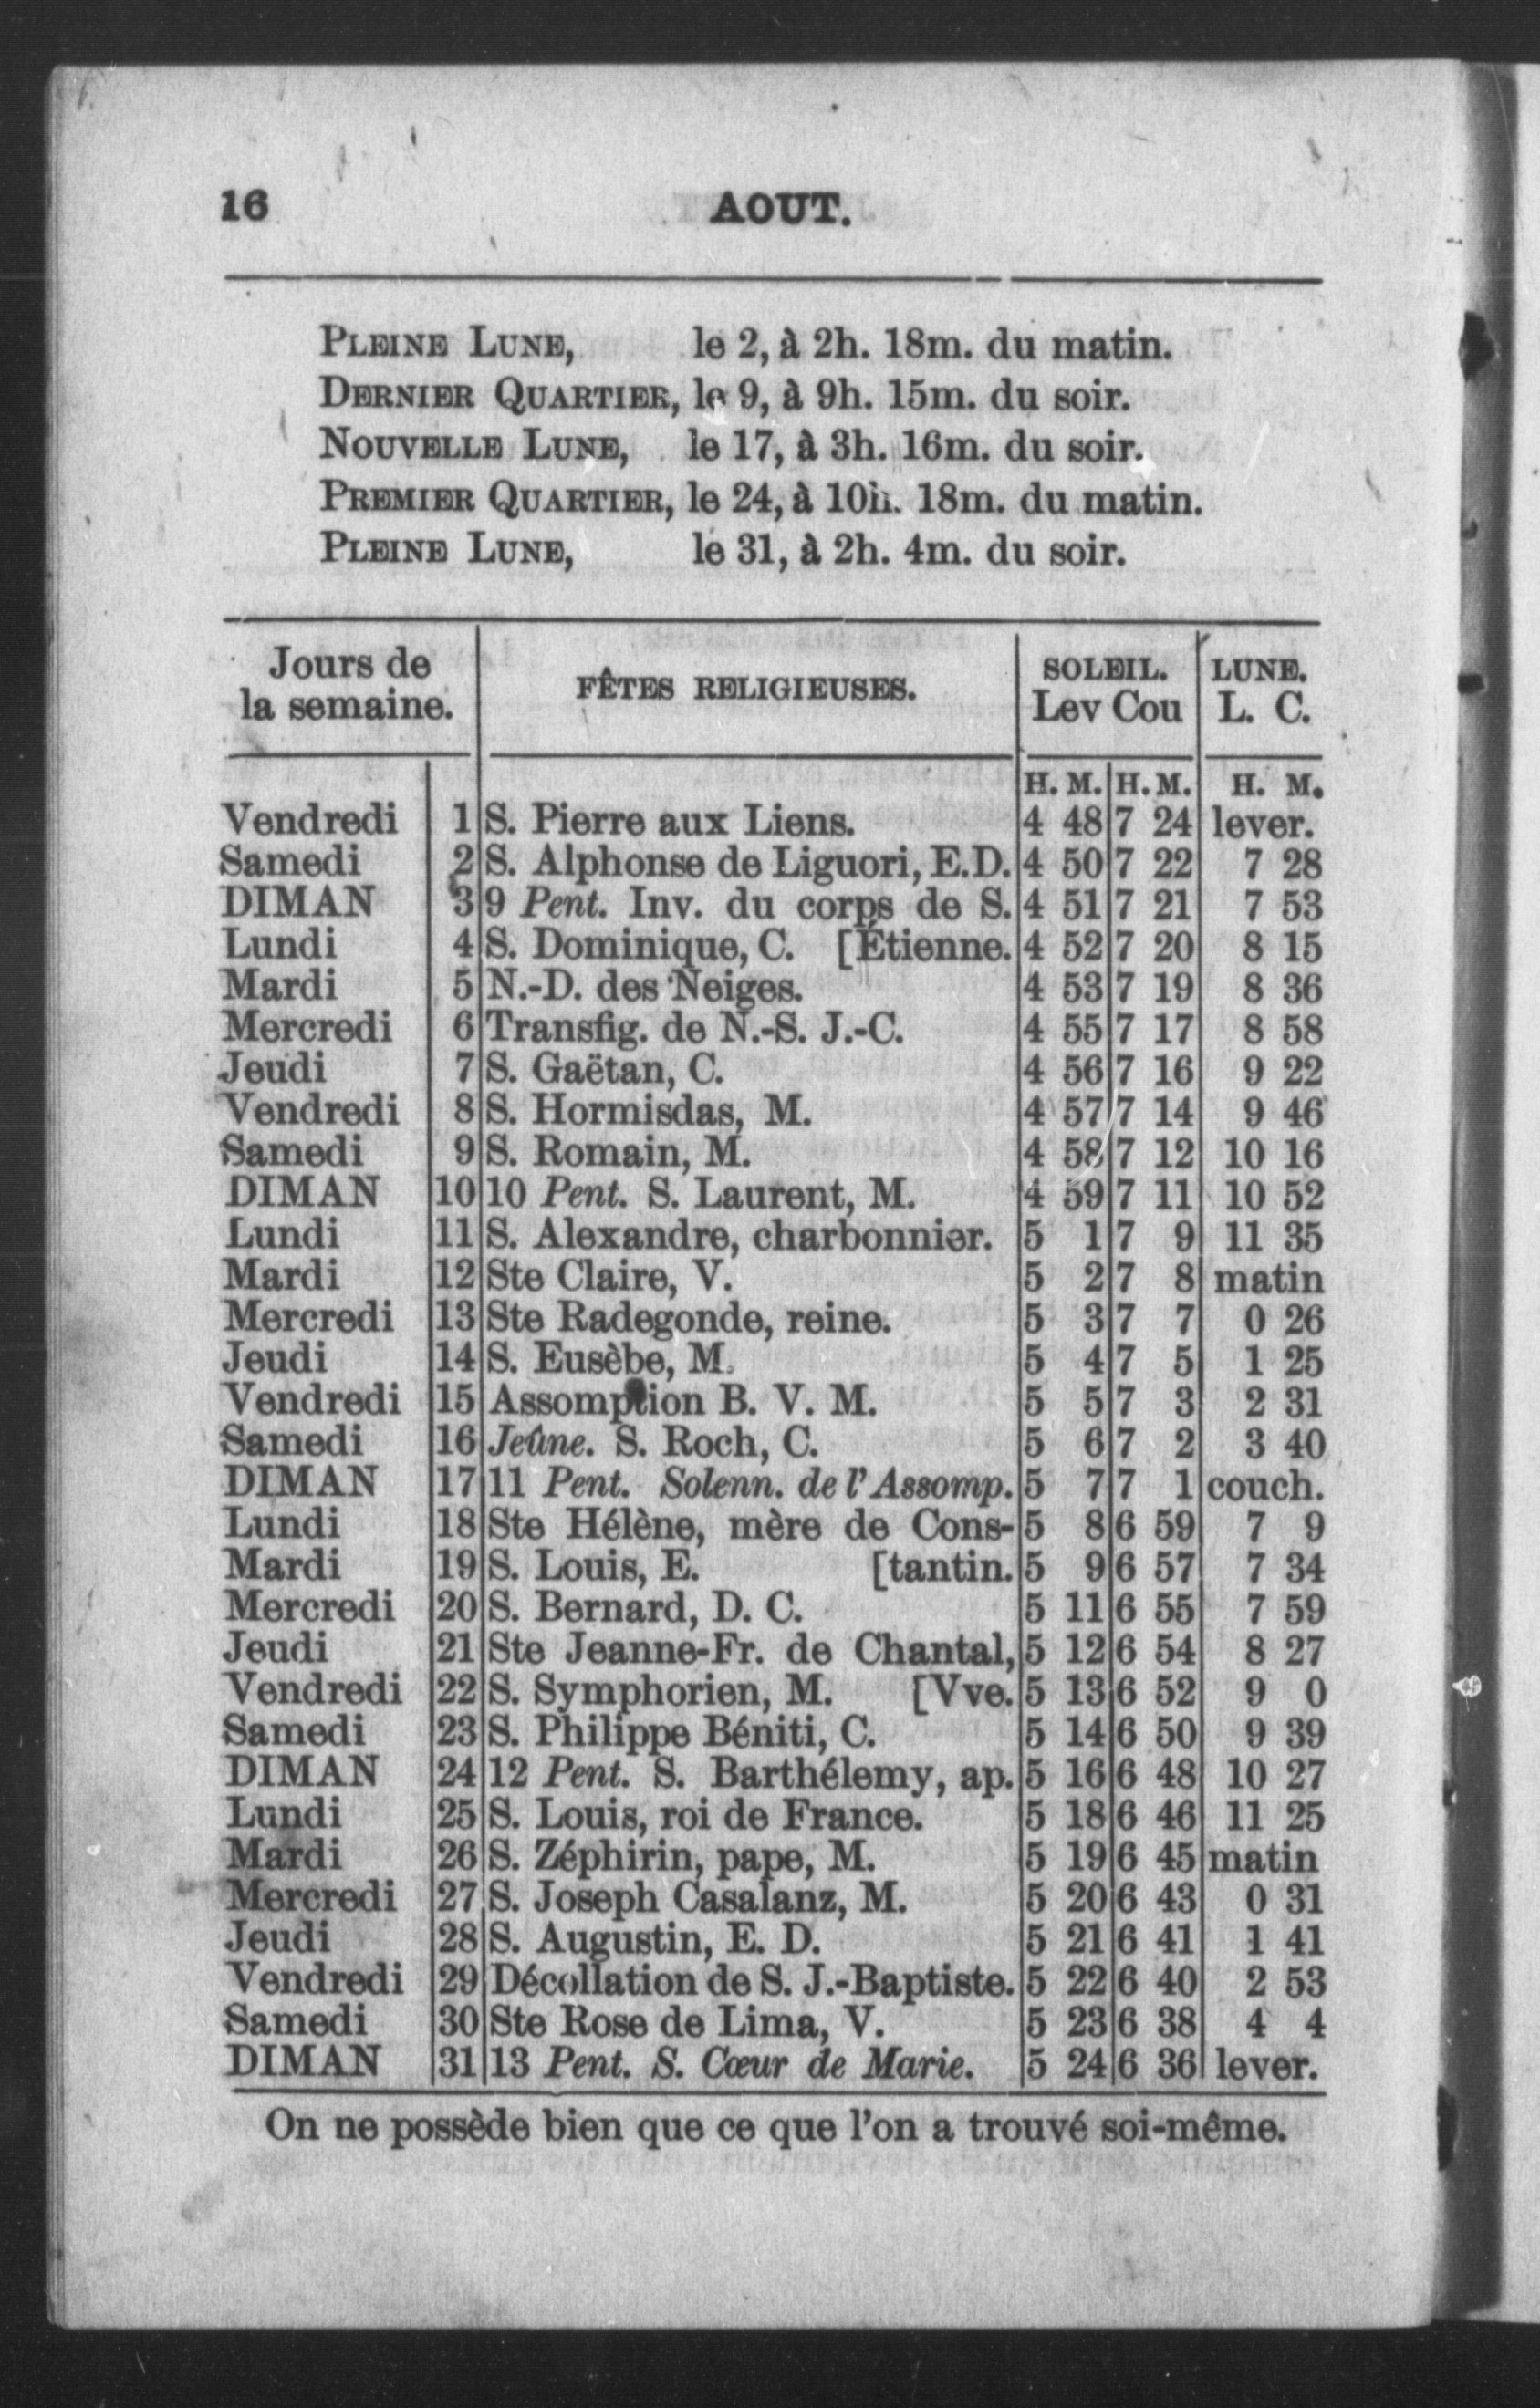 16 AOUT.
PLEINE LUNE, le 2, à 2h. 18m. du matin.
DERNIER QUARTIER, le 9, à 9h. 15m. du soir.
NOUVELLE LUNE, le 17, à 3h. 16m. du soir.
PREMIER QUARTIER, le 24, à 10h. 18m. du matin.
PLEINE LUNE, le 31, à 2h. 4m. du soir.
Jours de la semaine. FÊTES RELIGIEUSES. SOLEIL. Lev Cou LUNE. L. C.
H. M. H. M. H. M.
Vendredi 1 S. Pierre aux Liens. 4 48 7 24 lever.
Samedi 2 S. Alphonse de Liguori, E.D. 4 50 7 22 7 28
DIMAN 3 9 Pent. Inv. du corps de S. 4 51 7 21 7 53
Lundi 4 S. Dominique, C. [Étienne. 4 52 7 20 8 15
Mardi 5 N.-D. des Neiges. 4 53 7 19 8 36
Mercredi 6 Transfig. de N.-S. J.-C. 4 55 7 17 8 58
Jeudi 7 S. Gaëtan, C. 4 56 7 16 9 22
Vendredi 8 S. Hormisdas, M. 4 57 7 14 9 46
Samedi 9 S. Romain, M. 4 58 7 12 10 16
DIMAN 10 10 Pent. S. Laurent, M. 4 59 7 11 10 52
Lundi 11 S. Alexandre, charbonnier. 5 1 7 9 11 35
Mardi 12 Ste Claire, V. 5 2 7 8 matin
Mercredi 13 Ste Radegonde, reine. 5 3 7 7 0 26
Jeudi 14 S. Eusèbe, M. 5 4 7 5 1 25
Vendredi 15 Assomption B. V. M. 5 5 7 3 2 31
Samedi 16 Jeûne. S. Roch, C. 5 6 7 2 3 40
DIMAN 17 11 Pent. Solenn. de l'Assomp. 5 7 7 1 couch.
Lundi 18 Ste Hélène, mère de Cons- 5 8 6 59 7 9
Mardi 19 S. Louis, E. [tantin. 5 9 6 57 7 34
Mercredi 20 S. Bernard, D. C. 5 11 6 55 7 59
Jeudi 21 Ste Jeanne-Fr. de Chantal, 5 12 6 54 8 27
Vendredi 22 S. Symphorien, M. [Vve. 5 13 6 52 9 0
Samedi 23 S. Philippe Béniti, C. 5 14 6 50 9 39
DIMAN 24 12 Pent. S. Barthélemy, ap. 5 16 6 48 10 27
Lundi 25 S. Louis, roi de France. 5 18 6 46 11 25
Mardi 26 S. Zéphirin, pape, M. 5 19 6 45 matin
Mercredi 27 S. Joseph Casalanz, M. 5 20 6 43 0 31
Jeudi 28 S. Augustin, E. D. 5 21 6 41 1 41
Vendredi 29 Décollation de S. J.-Baptiste. 5 22 6 40 2 53
Samedi 30 Ste Rose de Lima, V. 5 23 6 38 4 4
DIMAN 31 13 Pent. S. Cœur de Marie. 5 24 6 36 lever.
On ne possède bien que ce que l'on a trouvé soi-même.